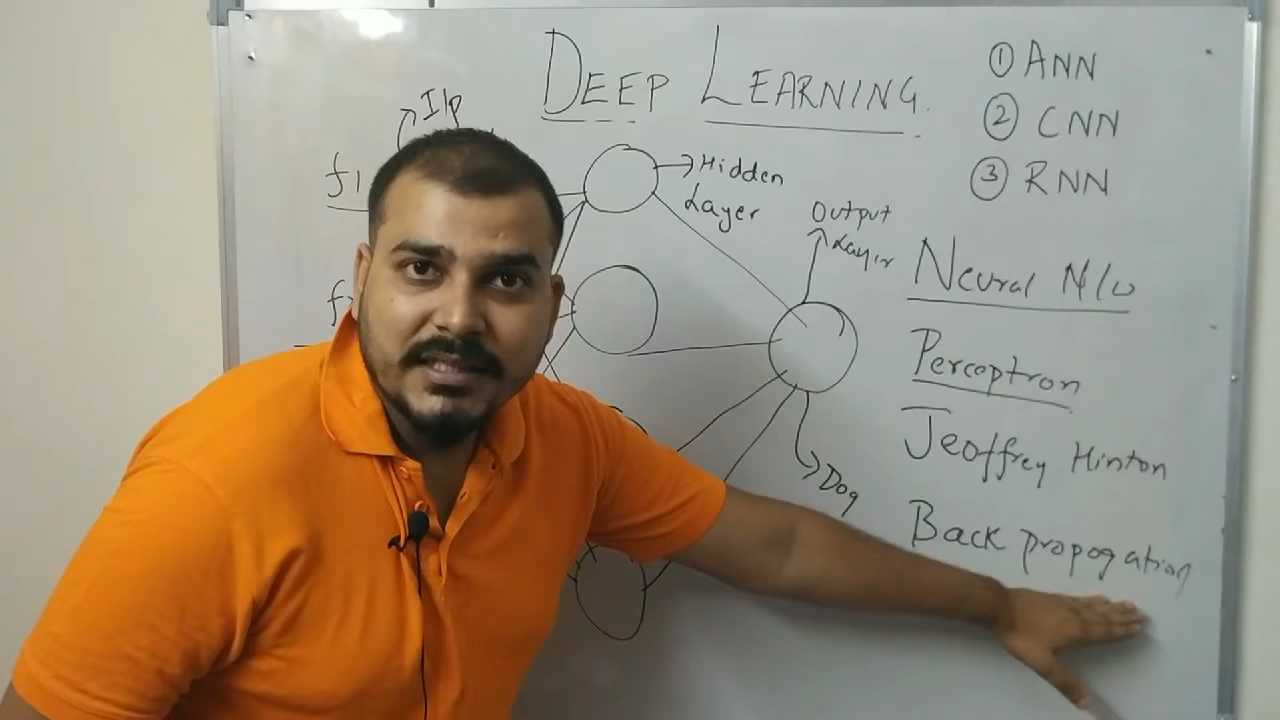 DEEP LEARNING.
① ANN
② CNN
③ RNN
I/p
f1
Hidden
Layer
Output
Layer
Neural N/w
Perceptron
Jeoffrey Hinton
Dog
Back propogation